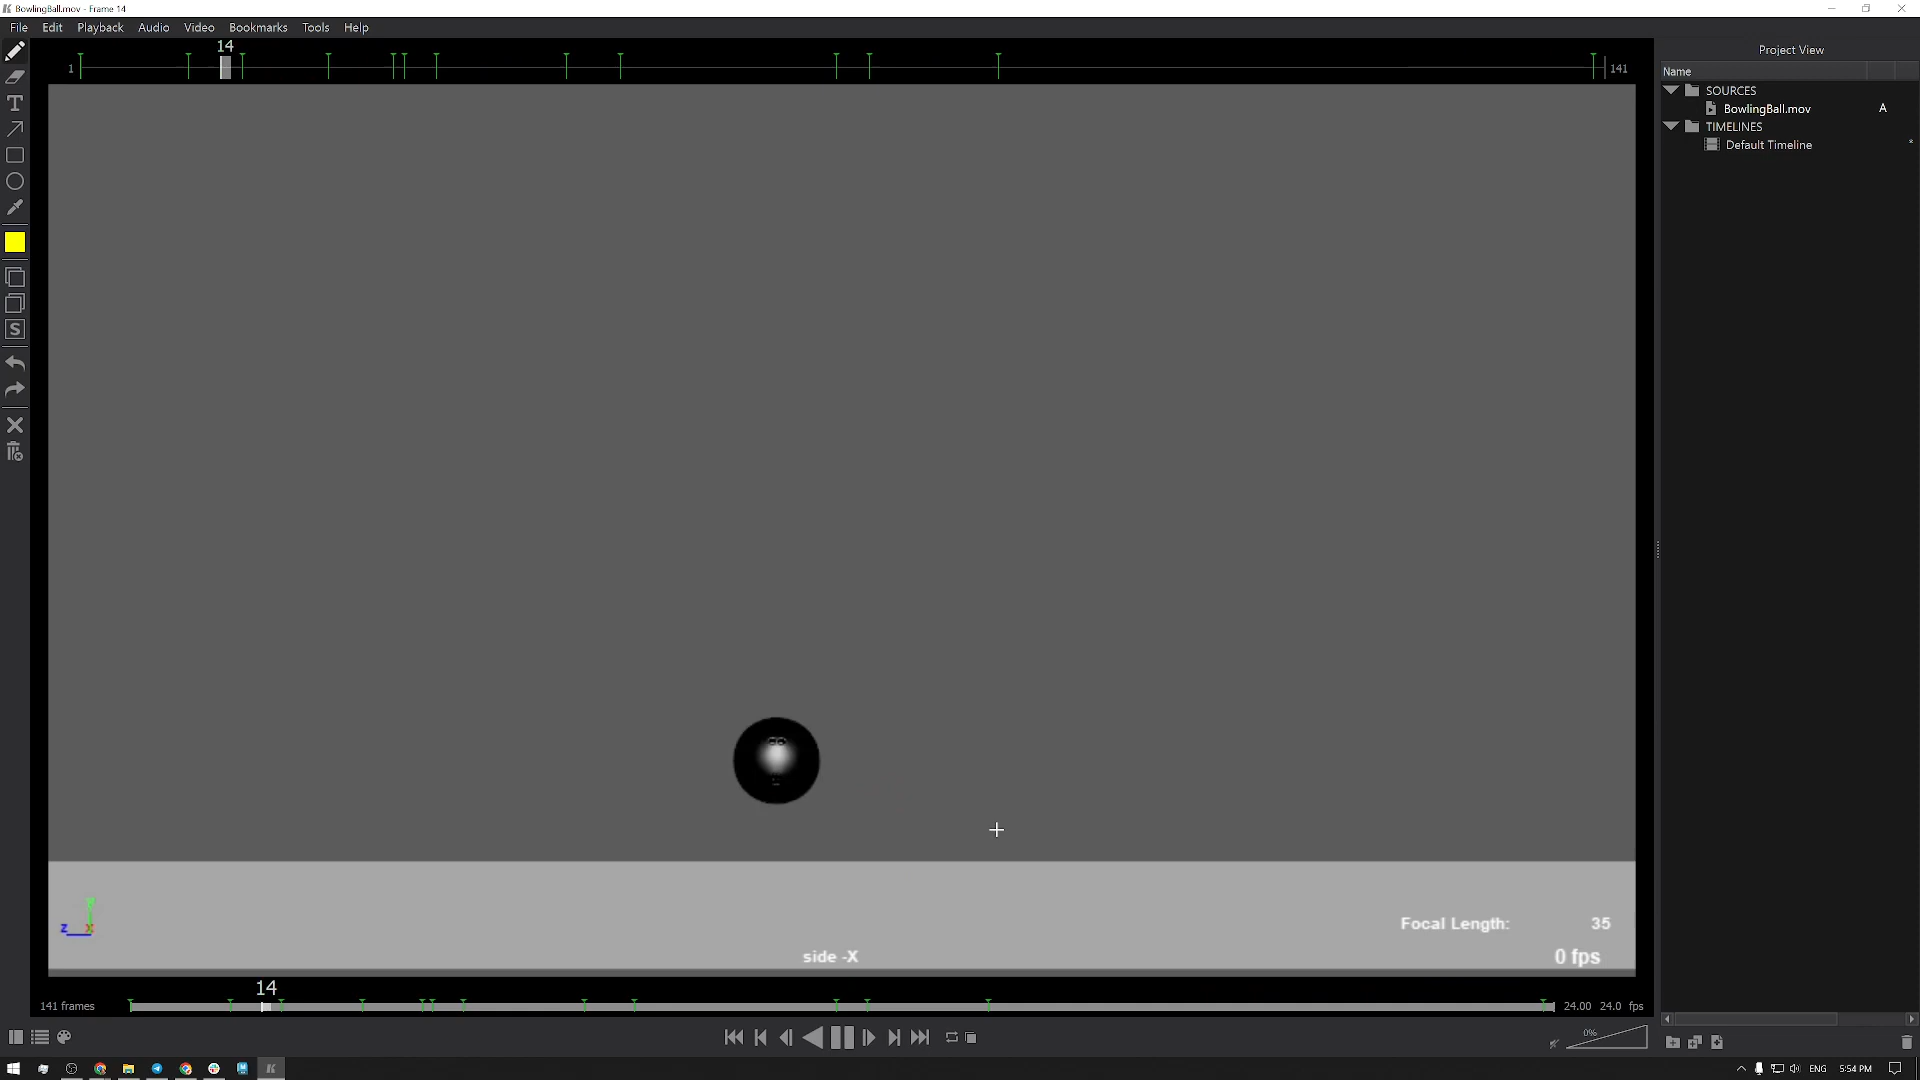 BowlingBall.mov - Frame 14
File Edit Playback Audio Video Bookmarks Tools Help
14
1
141
Project View
Name
SOURCES
BowlingBall.mov A
TIMELINES
Default Timeline *
T
S
y
z x
Focal Length: 35
side -X
0 fps
14
141 frames
24.00 24.0 fps
0%
ENG 5:54 PM